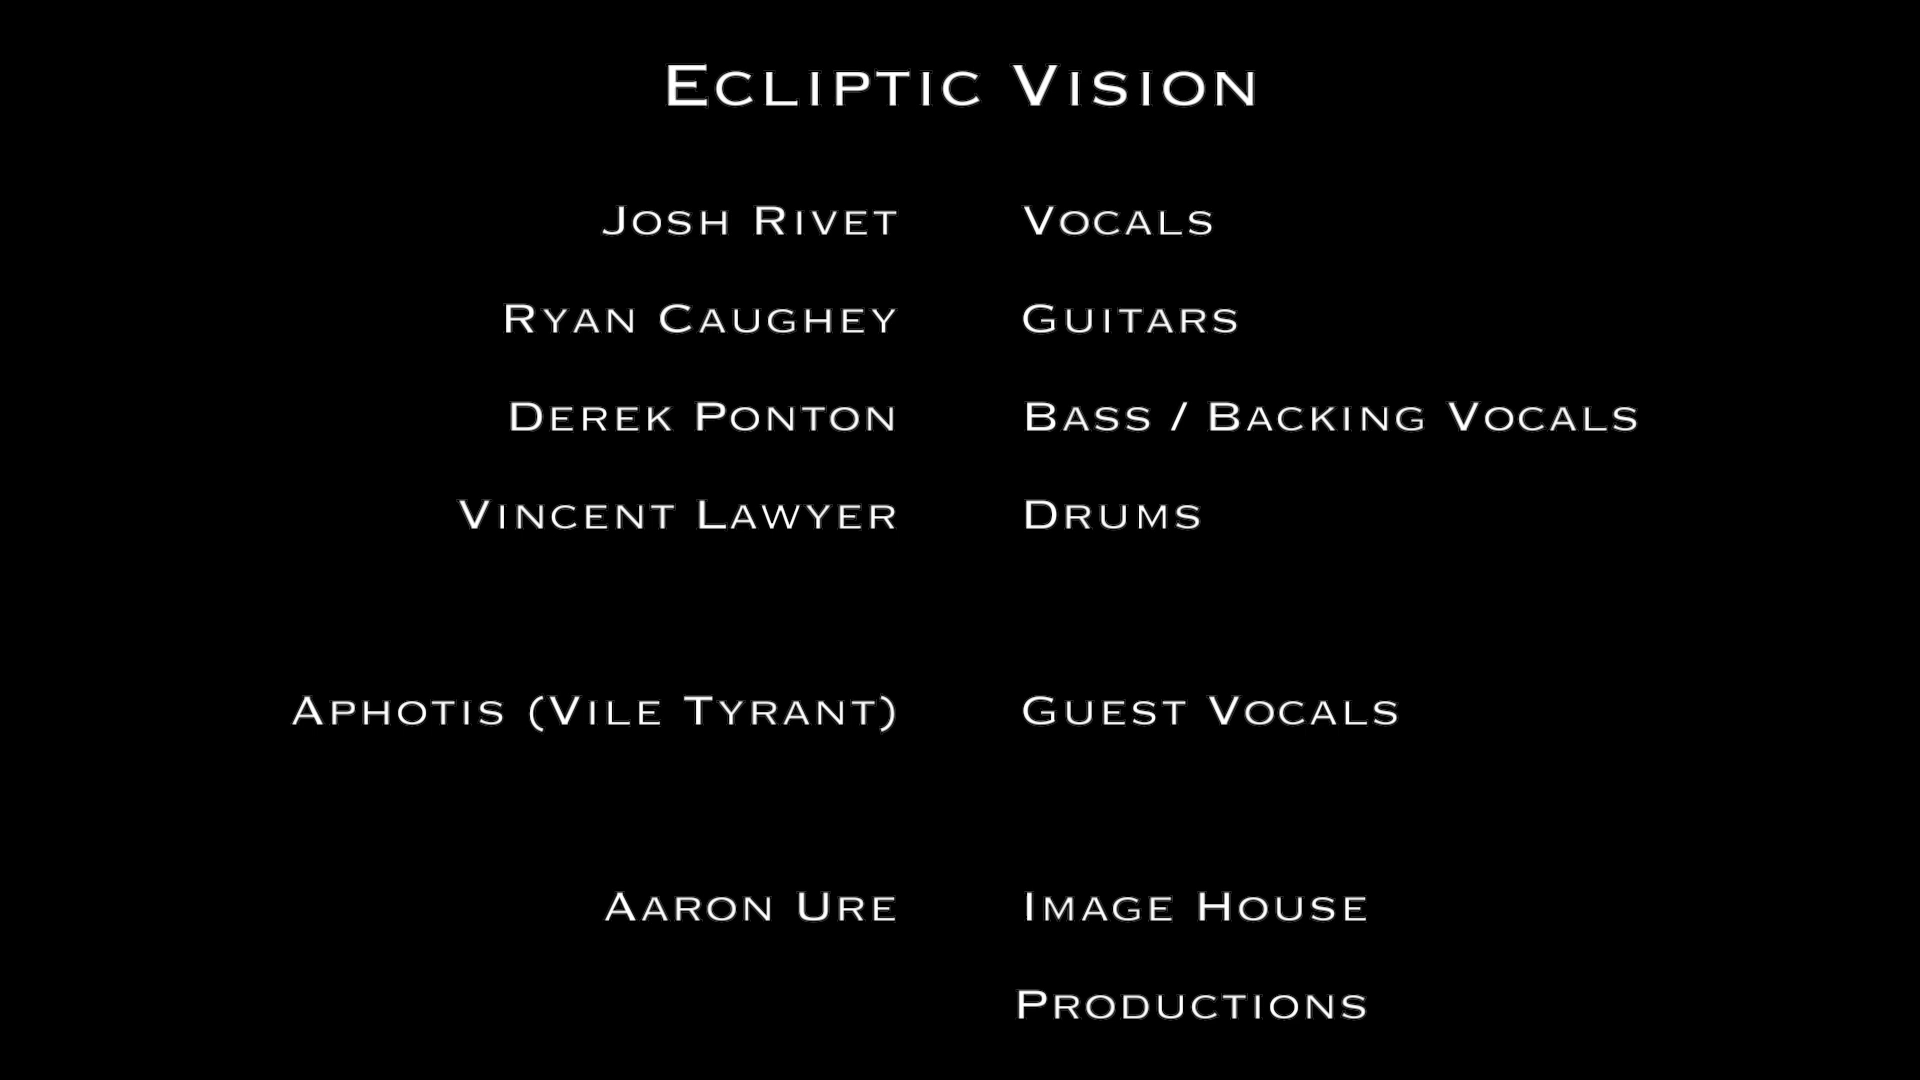 Ecliptic Vision
Josh Rivet Vocals
Ryan Caughey Guitars
Derek Ponton Bass / Backing Vocals
Vincent Lawyer Drums
Aphotis (Vile Tyrant) Guest Vocals
Aaron Ure Image House
Productions